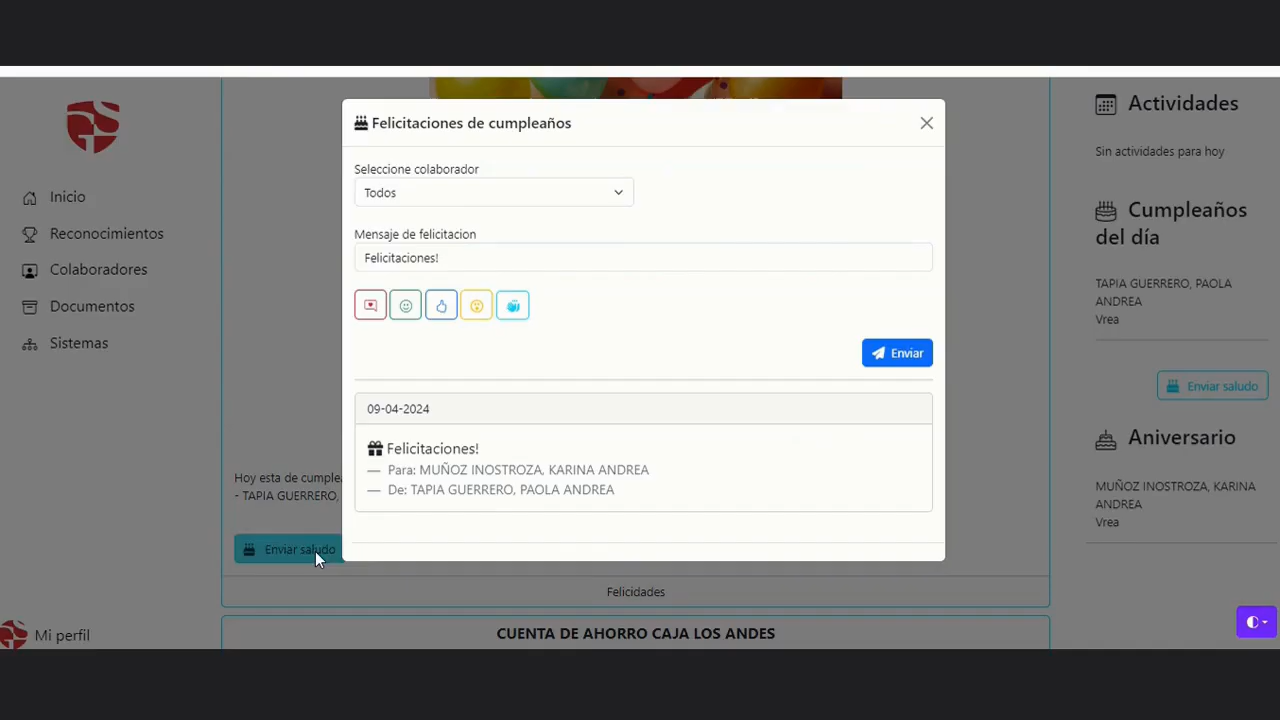 Inicio
Reconocimientos
Colaboradores
Documentos
Sistemas
Mi perfil
Felicitaciones de cumpleaños
Seleccione colaborador
Todos
Mensaje de felicitacion
Felicitaciones!
Enviar
09-04-2024
Felicitaciones!
— Para: MUÑOZ INOSTROZA, KARINA ANDREA
— De: TAPIA GUERRERO, PAOLA ANDREA
Hoy esta de cumple
- TAPIA GUERRERO,
Enviar saludo
Felicidades
CUENTA DE AHORRO CAJA LOS ANDES
Actividades
Sin actividades para hoy
Cumpleaños
del día
TAPIA GUERRERO, PAOLA
ANDREA
Vrea
Enviar saludo
Aniversario
MUÑOZ INOSTROZA, KARINA
ANDREA
Vrea